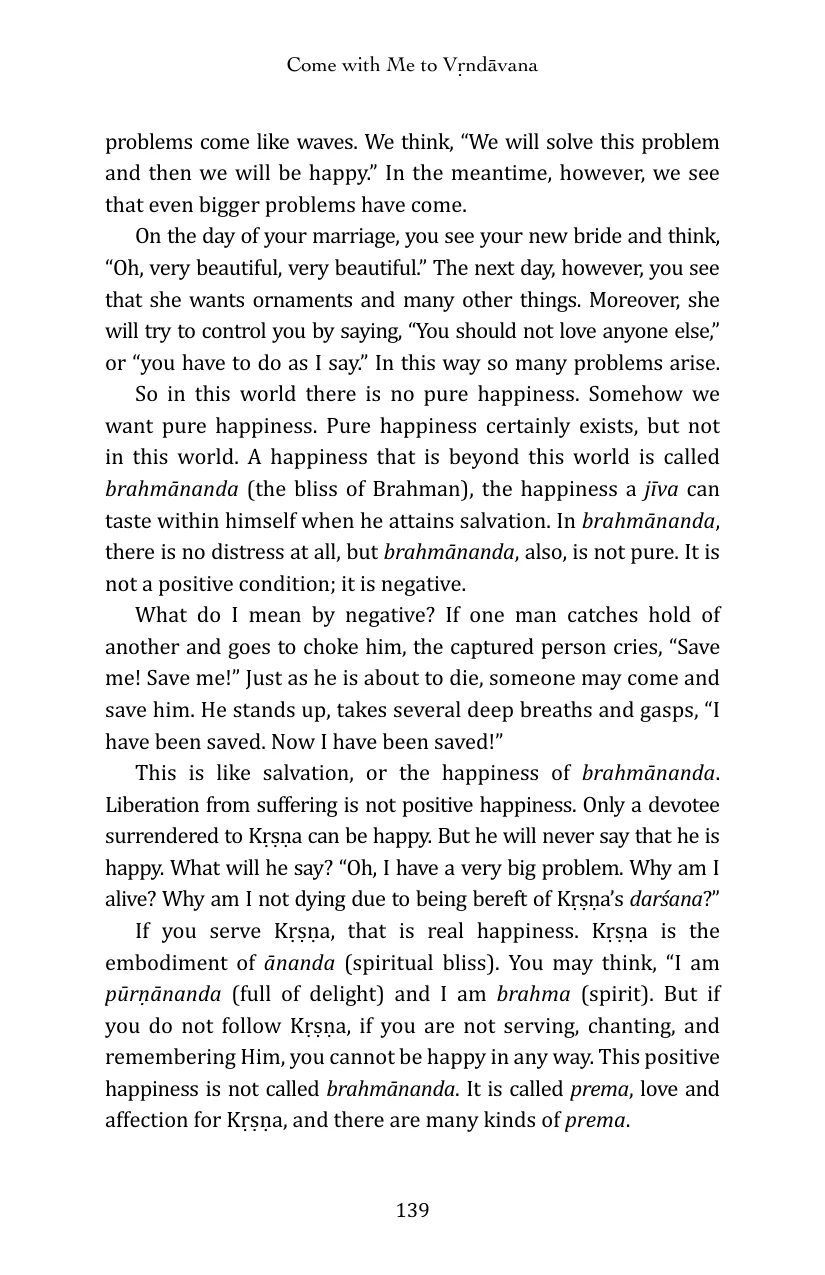 Come with Me to Vṛndāvana
problems come like waves. We think, “We will solve this problem
and then we will be happy.” In the meantime, however, we see
that even bigger problems have come.
On the day of your marriage, you see your new bride and think,
“Oh, very beautiful, very beautiful.” The next day, however, you see
that she wants ornaments and many other things. Moreover, she
will try to control you by saying, “You should not love anyone else,”
or “you have to do as I say.” In this way so many problems arise.
So in this world there is no pure happiness. Somehow we
want pure happiness. Pure happiness certainly exists, but not
in this world. A happiness that is beyond this world is called
brahmānanda (the bliss of Brahman), the happiness a jīva can
taste within himself when he attains salvation. In brahmānanda,
there is no distress at all, but brahmānanda, also, is not pure. It is
not a positive condition; it is negative.
What do I mean by negative? If one man catches hold of
another and goes to choke him, the captured person cries, “Save
me! Save me!” Just as he is about to die, someone may come and
save him. He stands up, takes several deep breaths and gasps, “I
have been saved. Now I have been saved!”
This is like salvation, or the happiness of brahmānanda.
Liberation from suffering is not positive happiness. Only a devotee
surrendered to Kṛṣṇa can be happy. But he will never say that he is
happy. What will he say? “Oh, I have a very big problem. Why am I
alive? Why am I not dying due to being bereft of Kṛṣṇa’s darśana?”
If you serve Kṛṣṇa, that is real happiness. Kṛṣṇa is the
embodiment of ānanda (spiritual bliss). You may think, “I am
pūrṇānanda (full of delight) and I am brahma (spirit). But if
you do not follow Kṛṣṇa, if you are not serving, chanting, and
remembering Him, you cannot be happy in any way. This positive
happiness is not called brahmānanda. It is called prema, love and
affection for Kṛṣṇa, and there are many kinds of prema.
139